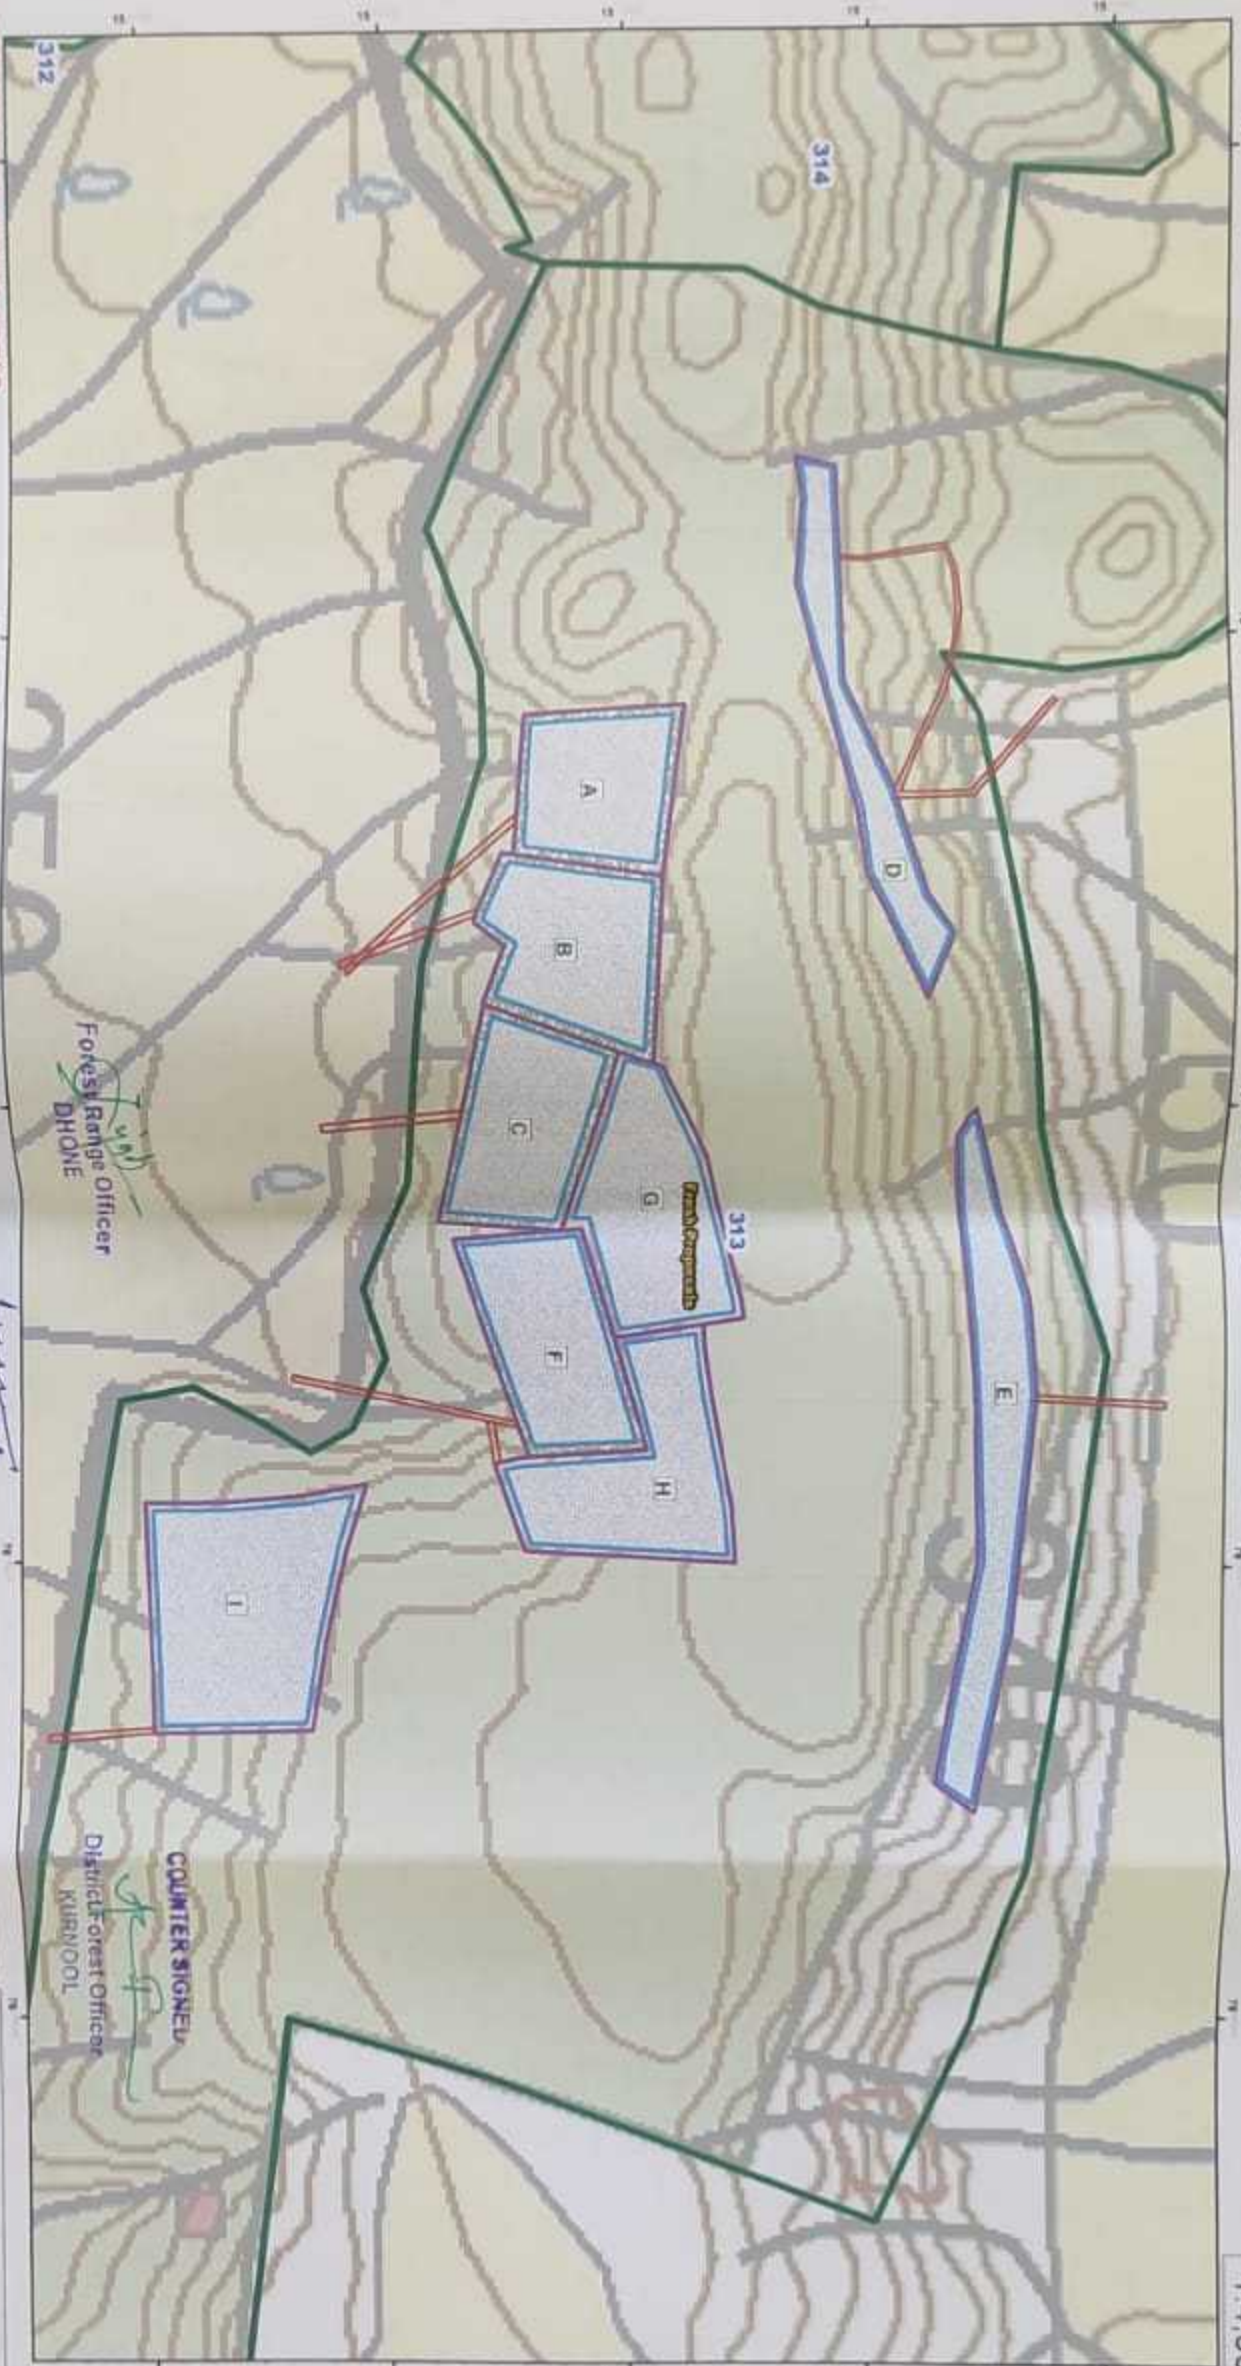 312
314
A
B
C
D
E
F
G
H
I
Fresh Proposals
313
Forest Range Officer
DHONE
COUNTER SIGNED
District Forest Officer
KURNOOL